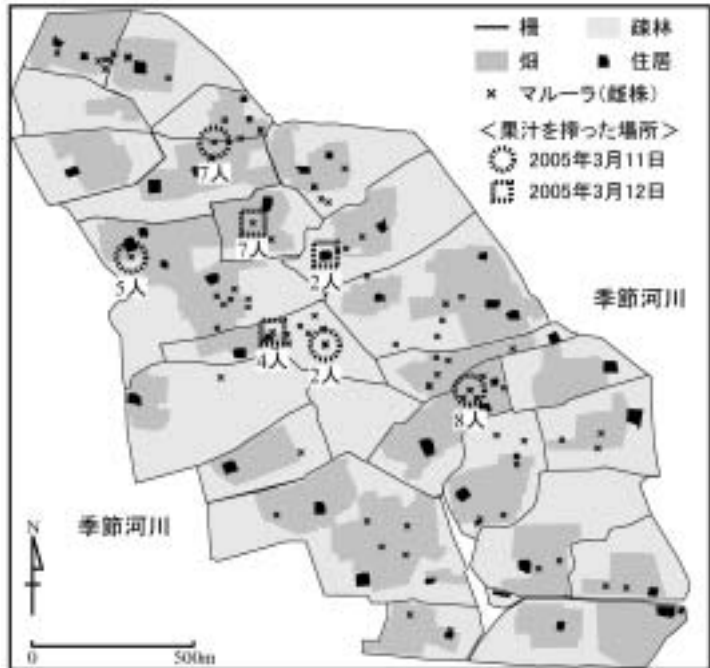 柵
疎林
畑
住居
× マルーラ(雌株)
<果汁を搾った場所>
2005年3月11日
2005年3月12日
7人
7人
2人
5人
季節河川
4人
2人
8人
季節河川
N
0 500m